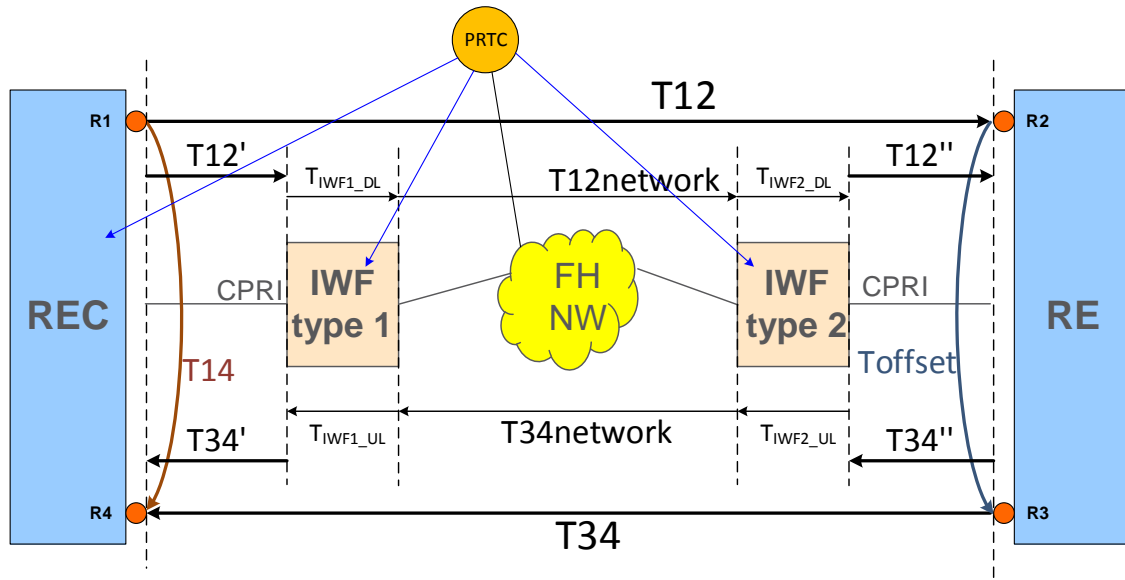 PRTC
T12
R1
R2
T12'
T12''
TIWF1_DL
T12network
TIWF2_DL
CPRI
CPRI
REC
IWF
type 1
FH
NW
IWF
type 2
RE
T14
Toffset
TIWF1_UL
T34network
TIWF2_UL
T34'
T34''
R4
R3
T34